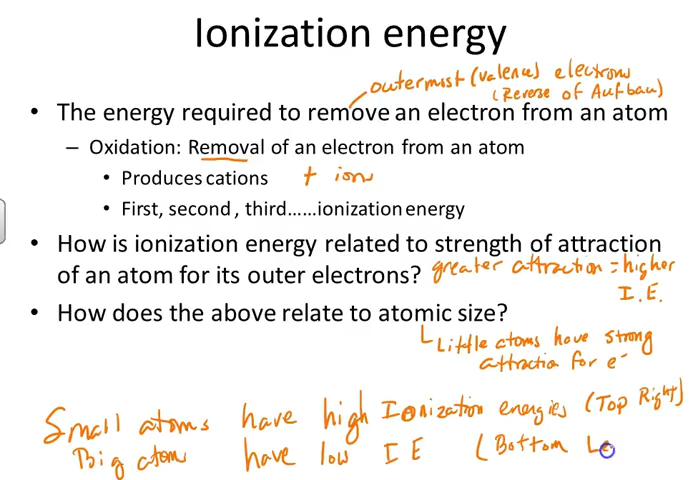 Ionization energy
outermost (valence) electrons
(Reverse of Aufbau)
• The energy required to remove an electron from an atom
– Oxidation: Removal of an electron from an atom
• Produces cations + ions
• First, second , third……ionization energy
• How is ionization energy related to strength of attraction
of an atom for its outer electrons? greater attraction = higher
I.E.
• How does the above relate to atomic size?
Little atoms have strong
attraction for e⁻
Small atoms have high Ionization energies (Top Right)
Big atom have low I E (Bottom Le